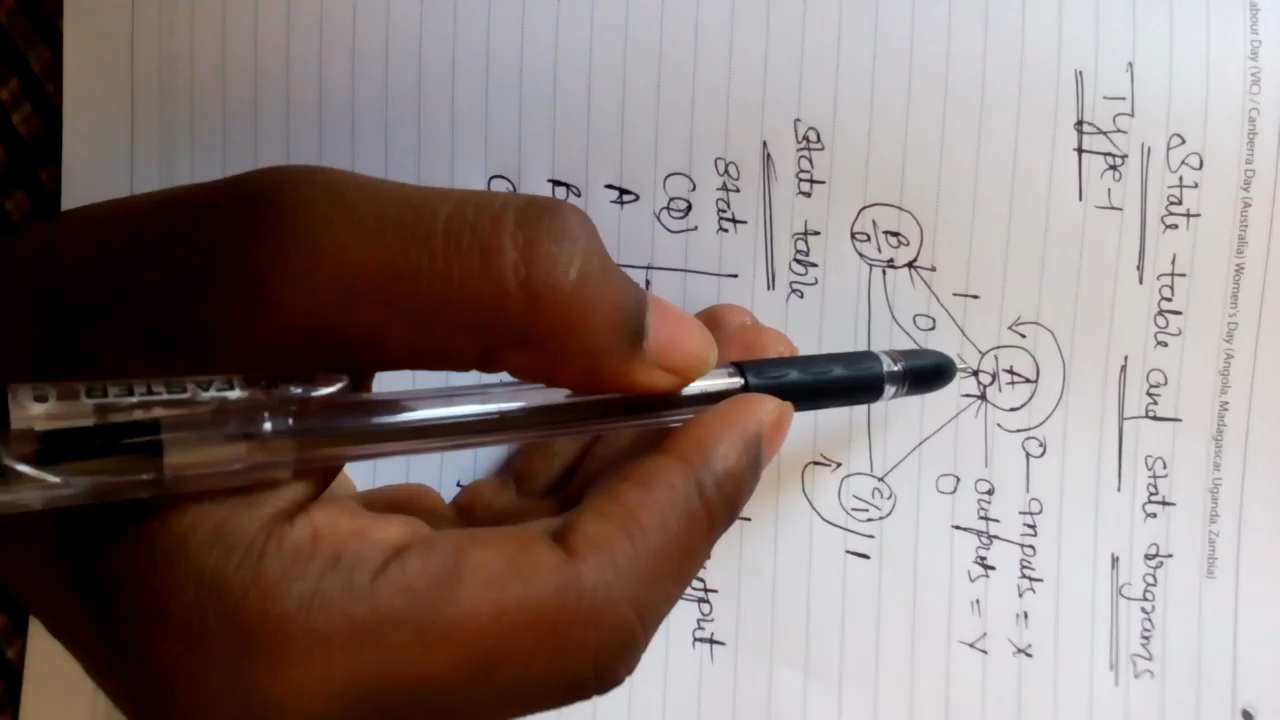 abour Day (VIC) / Canberra Day (Australia) Women's Day (Angola, Madagascar, Uganda, Zambia)
State table and state diagrams
Type-1
0 inputs = X
A
0
outputs = Y
1
0
0
B
0
C/1
1
State table
State
output
A
B
C
FASTER